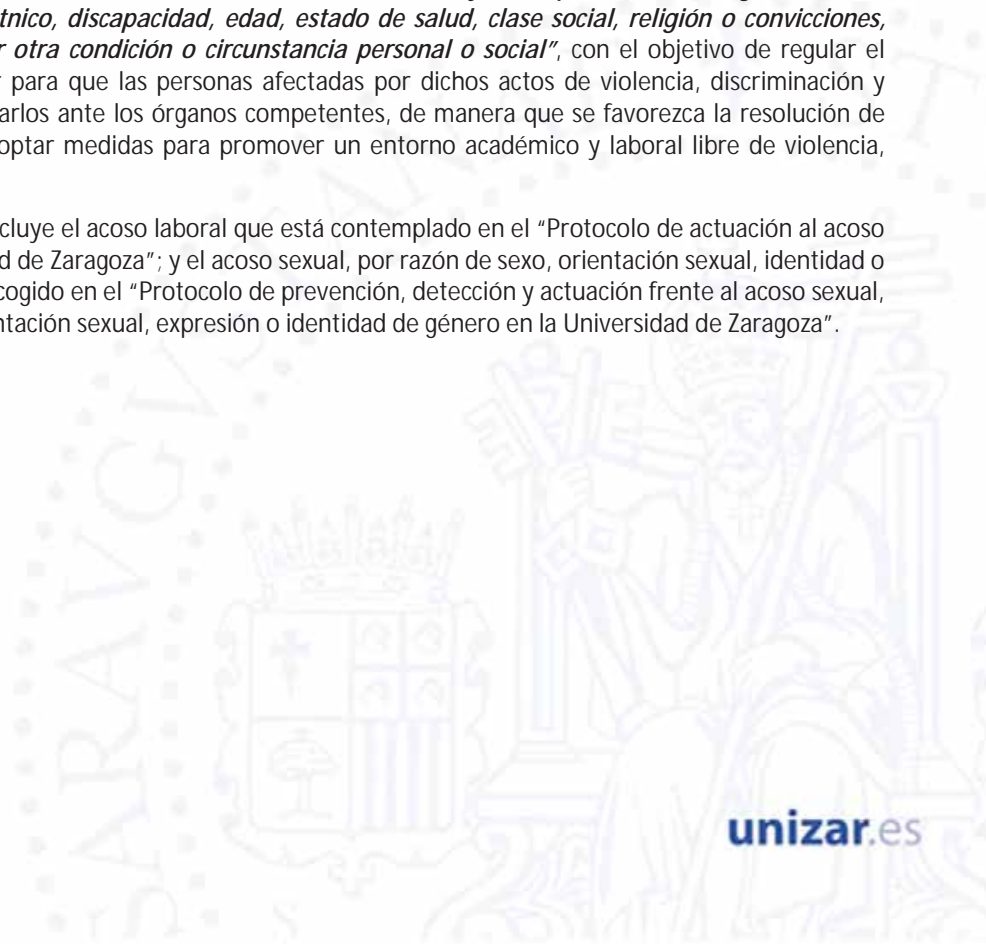 tnico, discapacidad, edad, estado de salud, clase social, religión o convicciones,
r otra condición o circunstancia personal o social”, con el objetivo de regular el
para que las personas afectadas por dichos actos de violencia, discriminación y
arlos ante los órganos competentes, de manera que se favorezca la resolución de
optar medidas para promover un entorno académico y laboral libre de violencia,
cluye el acoso laboral que está contemplado en el “Protocolo de actuación al acoso
d de Zaragoza”; y el acoso sexual, por razón de sexo, orientación sexual, identidad o
cogido en el “Protocolo de prevención, detección y actuación frente al acoso sexual,
ntación sexual, expresión o identidad de género en la Universidad de Zaragoza”.
unizar.es